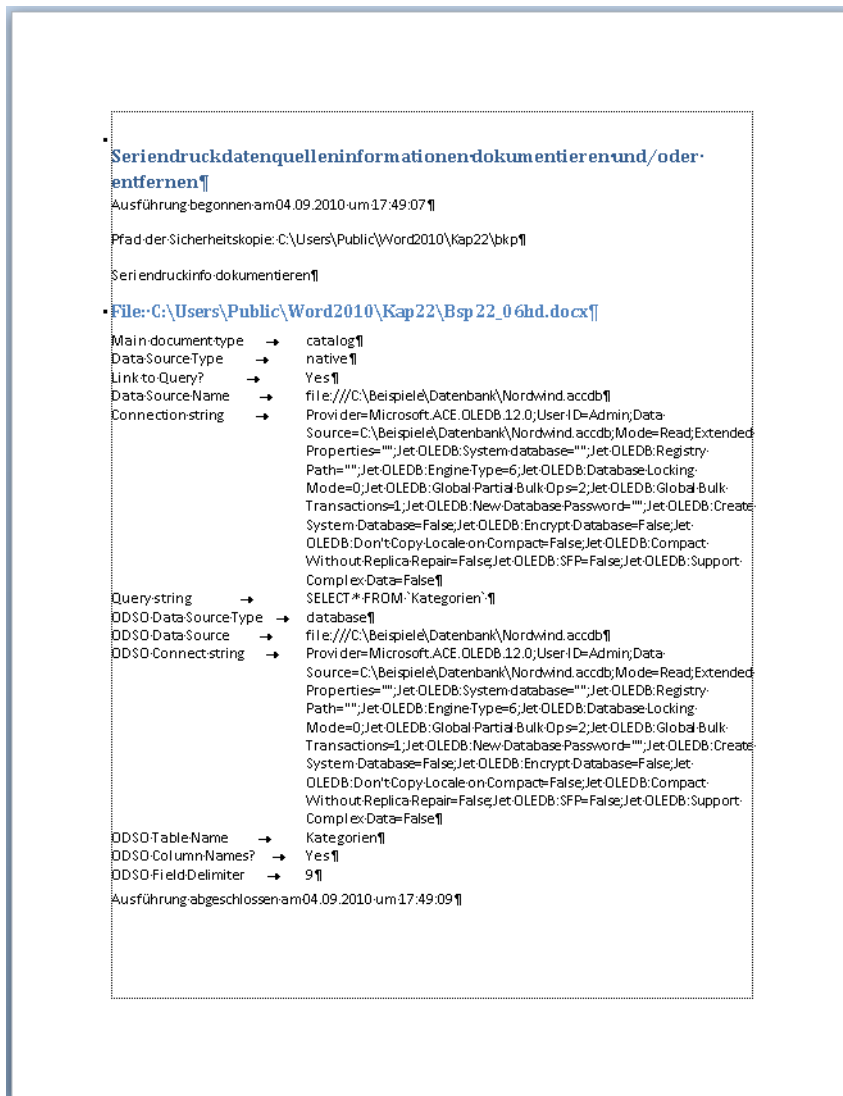 Seriendruckdatenquelleninformationen dokumentieren und/oder
entfernen¶
Ausführung begonnen am 04.09.2010 um 17:49:07¶
Pfad der Sicherheitskopie: C:\Users\Public\Word2010\Kap22\bkp¶
Seriendruckinfo dokumentieren¶
File: C:\Users\Public\Word2010\Kap22\Bsp22_06hd.docx¶
Main document type → catalog¶
Data Source Type → native¶
Link to Query? → Yes¶
Data Source Name → file:///C:\Beispiele\Datenbank\Nordwind.accdb¶
Connection string → Provider=Microsoft.ACE.OLEDB.12.0;User ID=Admin;Data
Source=C:\Beispiele\Datenbank\Nordwind.accdb;Mode=Read;Extended
Properties="";Jet OLEDB:System database="";Jet OLEDB:Registry
Path="";Jet OLEDB:Engine Type=6;Jet OLEDB:Database Locking
Mode=0;Jet OLEDB:Global Partial Bulk Ops=2;Jet OLEDB:Global Bulk
Transactions=1;Jet OLEDB:New Database Password="";Jet OLEDB:Create
System Database=False;Jet OLEDB:Encrypt Database=False;Jet
OLEDB:Don't Copy Locale on Compact=False;Jet OLEDB:Compact
Without Replica Repair=False;Jet OLEDB:SFP=False;Jet OLEDB:Support
Complex Data=False¶
Query string → SELECT * FROM `Kategorien` ¶
ODSO Data Source Type → database¶
ODSO Data Source → file:///C:\Beispiele\Datenbank\Nordwind.accdb¶
ODSO Connect string → Provider=Microsoft.ACE.OLEDB.12.0;User ID=Admin;Data
Source=C:\Beispiele\Datenbank\Nordwind.accdb;Mode=Read;Extended
Properties="";Jet OLEDB:System database="";Jet OLEDB:Registry
Path="";Jet OLEDB:Engine Type=6;Jet OLEDB:Database Locking
Mode=0;Jet OLEDB:Global Partial Bulk Ops=2;Jet OLEDB:Global Bulk
Transactions=1;Jet OLEDB:New Database Password="";Jet OLEDB:Create
System Database=False;Jet OLEDB:Encrypt Database=False;Jet
OLEDB:Don't Copy Locale on Compact=False;Jet OLEDB:Compact
Without Replica Repair=False;Jet OLEDB:SFP=False;Jet OLEDB:Support
Complex Data=False¶
ODSO Table Name → Kategorien¶
ODSO Column Names? → Yes¶
ODSO Field Delimiter → 9¶
Ausführung abgeschlossen am 04.09.2010 um 17:49:09¶